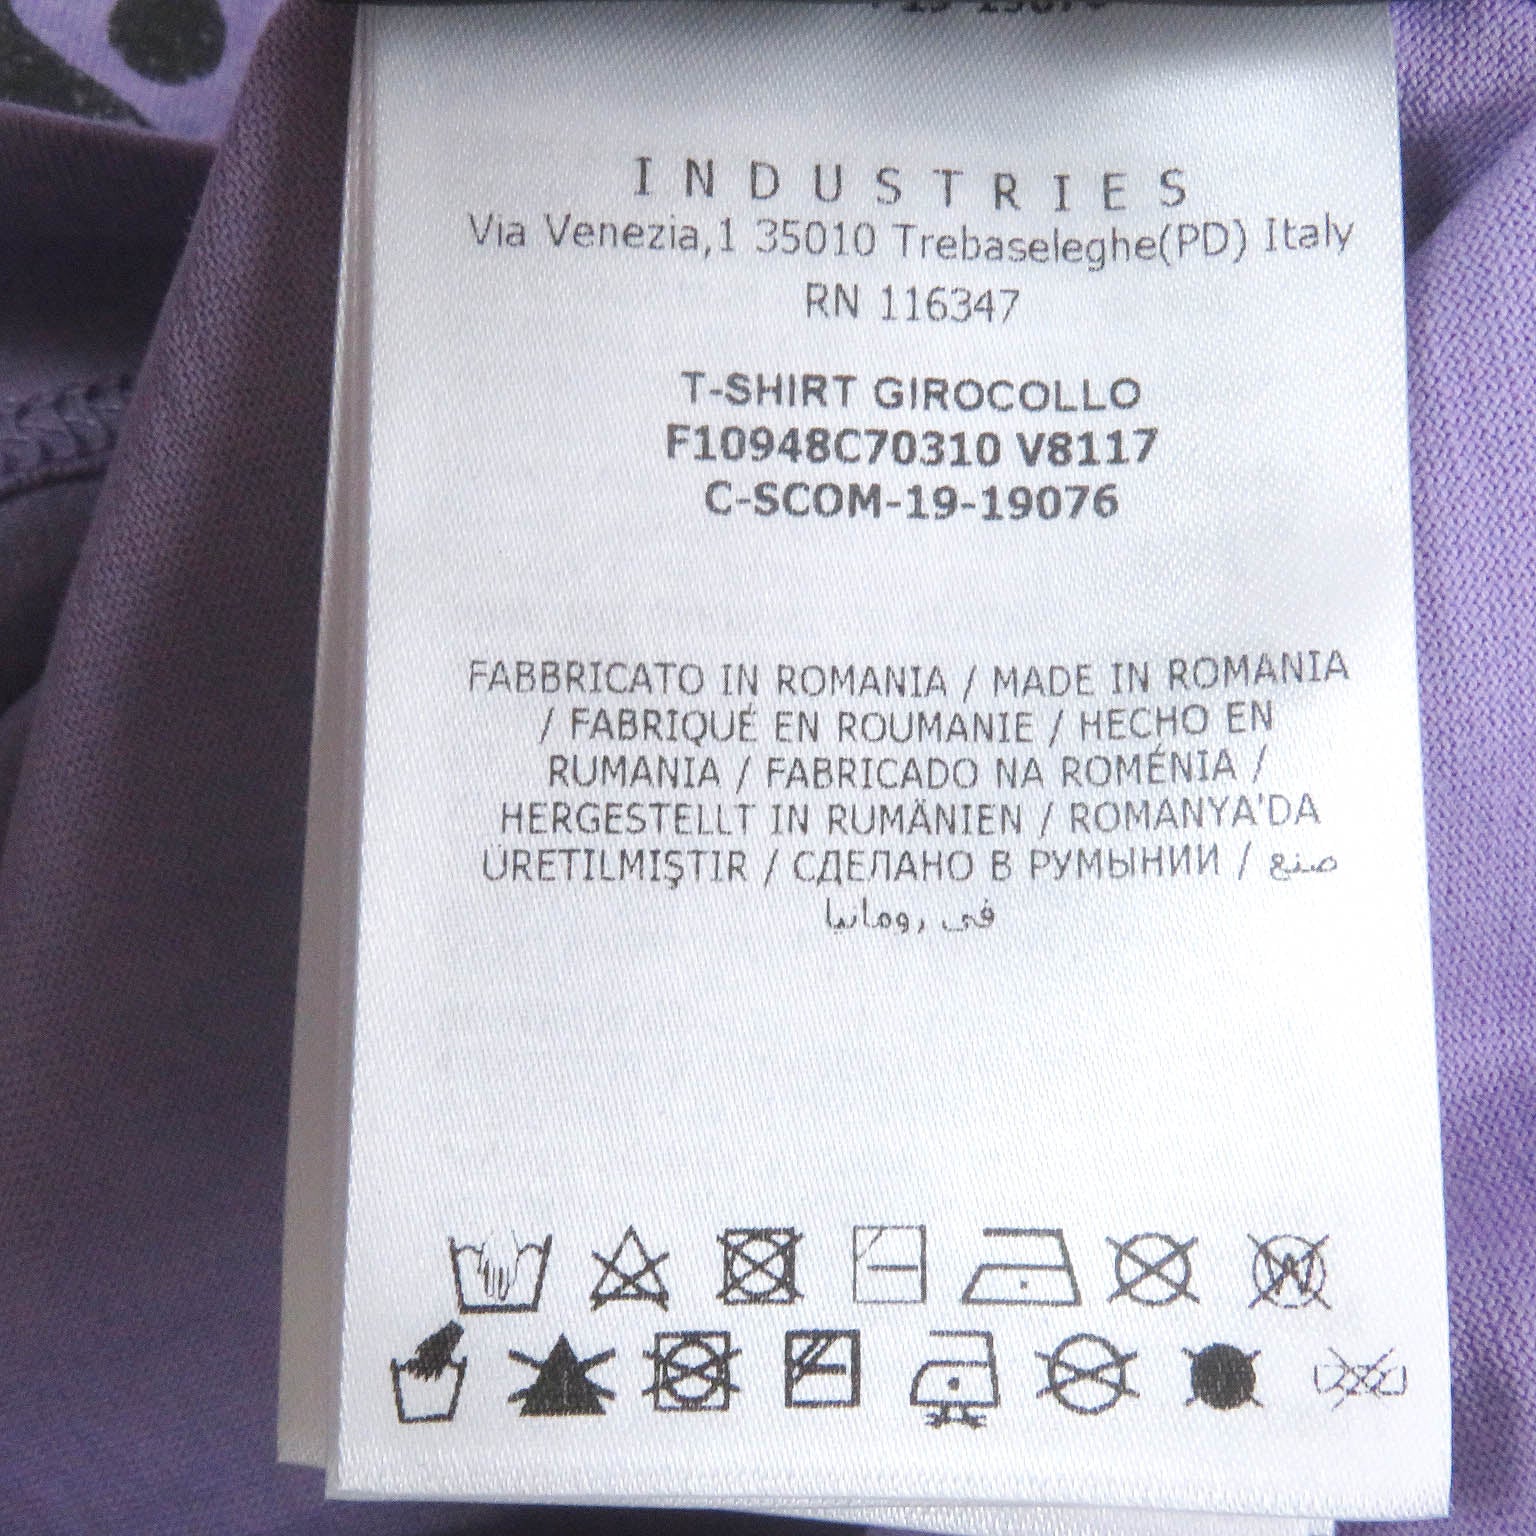 INDUSTRIES
Via Venezia,1 35010 Trebaseleghe(PD) Italy
RN 116347
T-SHIRT GIROCOLLO
F10948C70310 V8117
C-SCOM-19-19076
FABBRICATO IN ROMANIA / MADE IN ROMANIA
/ FABRIQUÉ EN ROUMANIE / HECHO EN
RUMANIA / FABRICADO NA ROMÉNIA /
HERGESTELLT IN RUMÄNIEN / ROMANYA'DA
ÜRETILMIŞTIR / СДЕЛАНО В РУМЫНИИ / صنع
في رومانيا
W